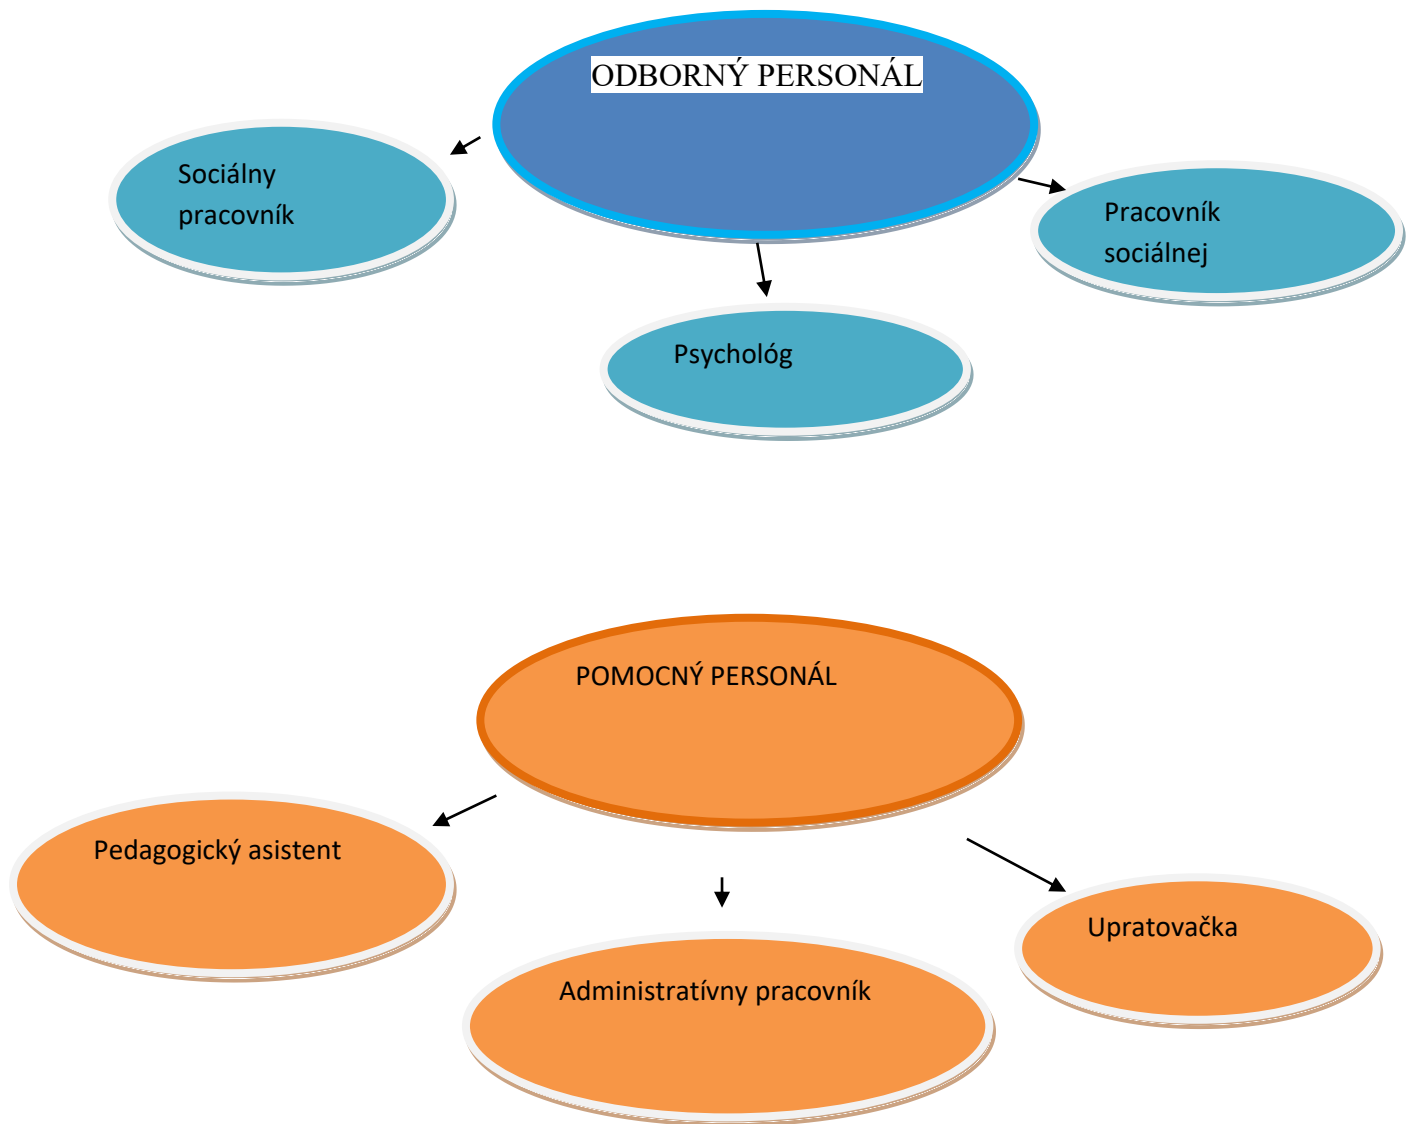 ODBORNÝ PERSONÁL
Sociálny
pracovník
Pracovník
sociálnej
Psychológ
POMOCNÝ PERSONÁL
Pedagogický asistent
Upratovačka
Administratívny pracovník